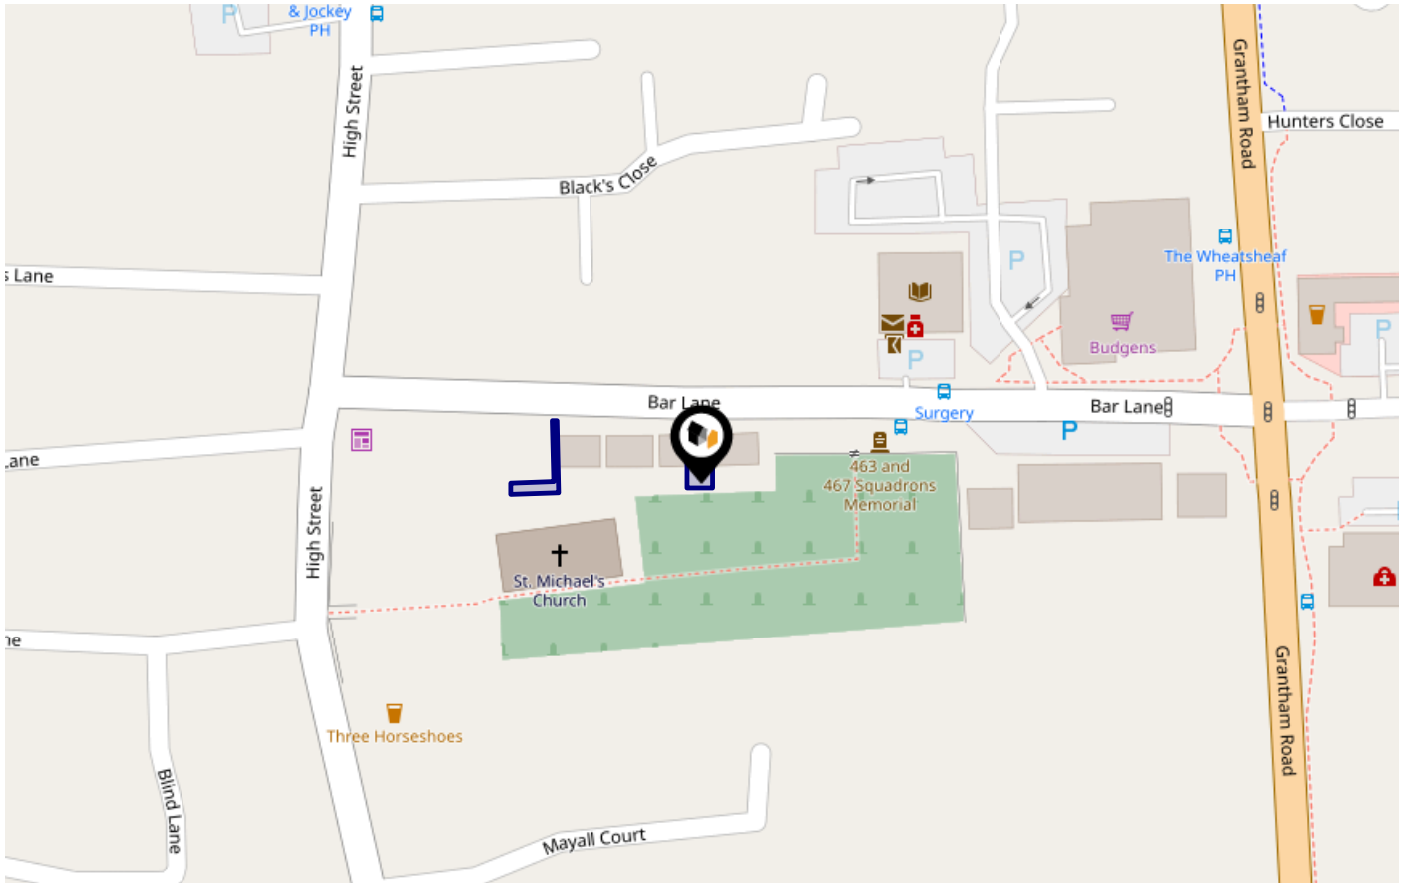 & Jockey
PH
P
High Street
Grantham Road
Hunters Close
Black's Close
The Wheatsheaf
PH
s Lane
P
P
Budgens
P
Bar Lane
Surgery
Bar Lane
P
ane
463 and
467 Squadrons
Memorial
High Street
St. Michael's
Church
ne
Three Horseshoes
Grantham Road
Blind Lane
Mayall Court